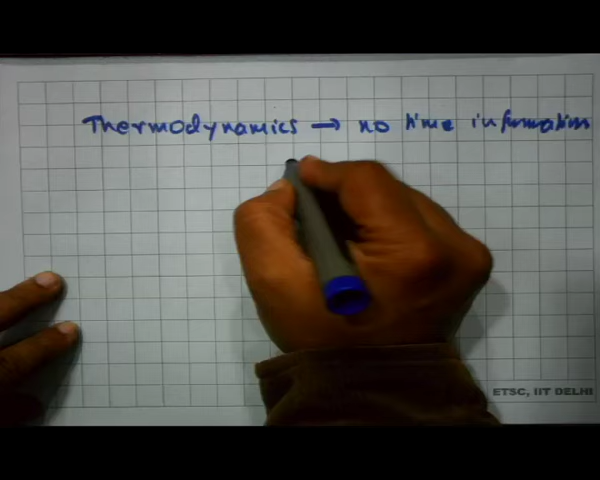 Thermodynamics → no time information
ETSC, IIT DELHI